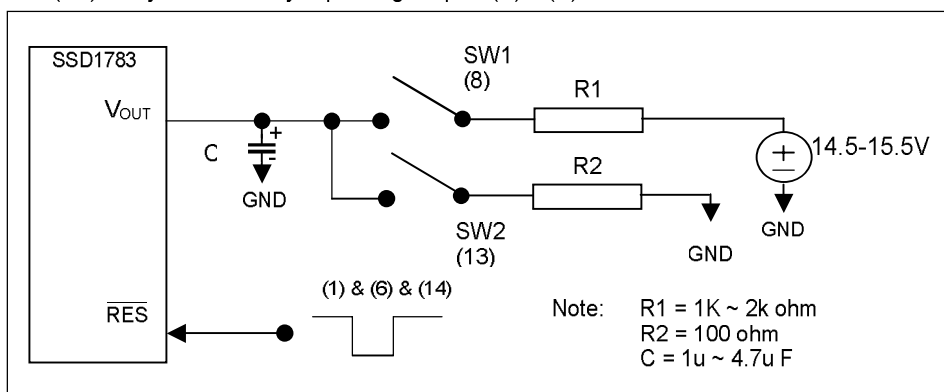 SSD1783
VOUT
C
+
-
GND
SW1
(8)
R1
+
14.5-15.5V
GND
R2
GND
SW2
(13)
(1) & (6) & (14)
RES
Note: R1 = 1K ~ 2k ohm
R2 = 100 ohm
C = 1u ~ 4.7u F